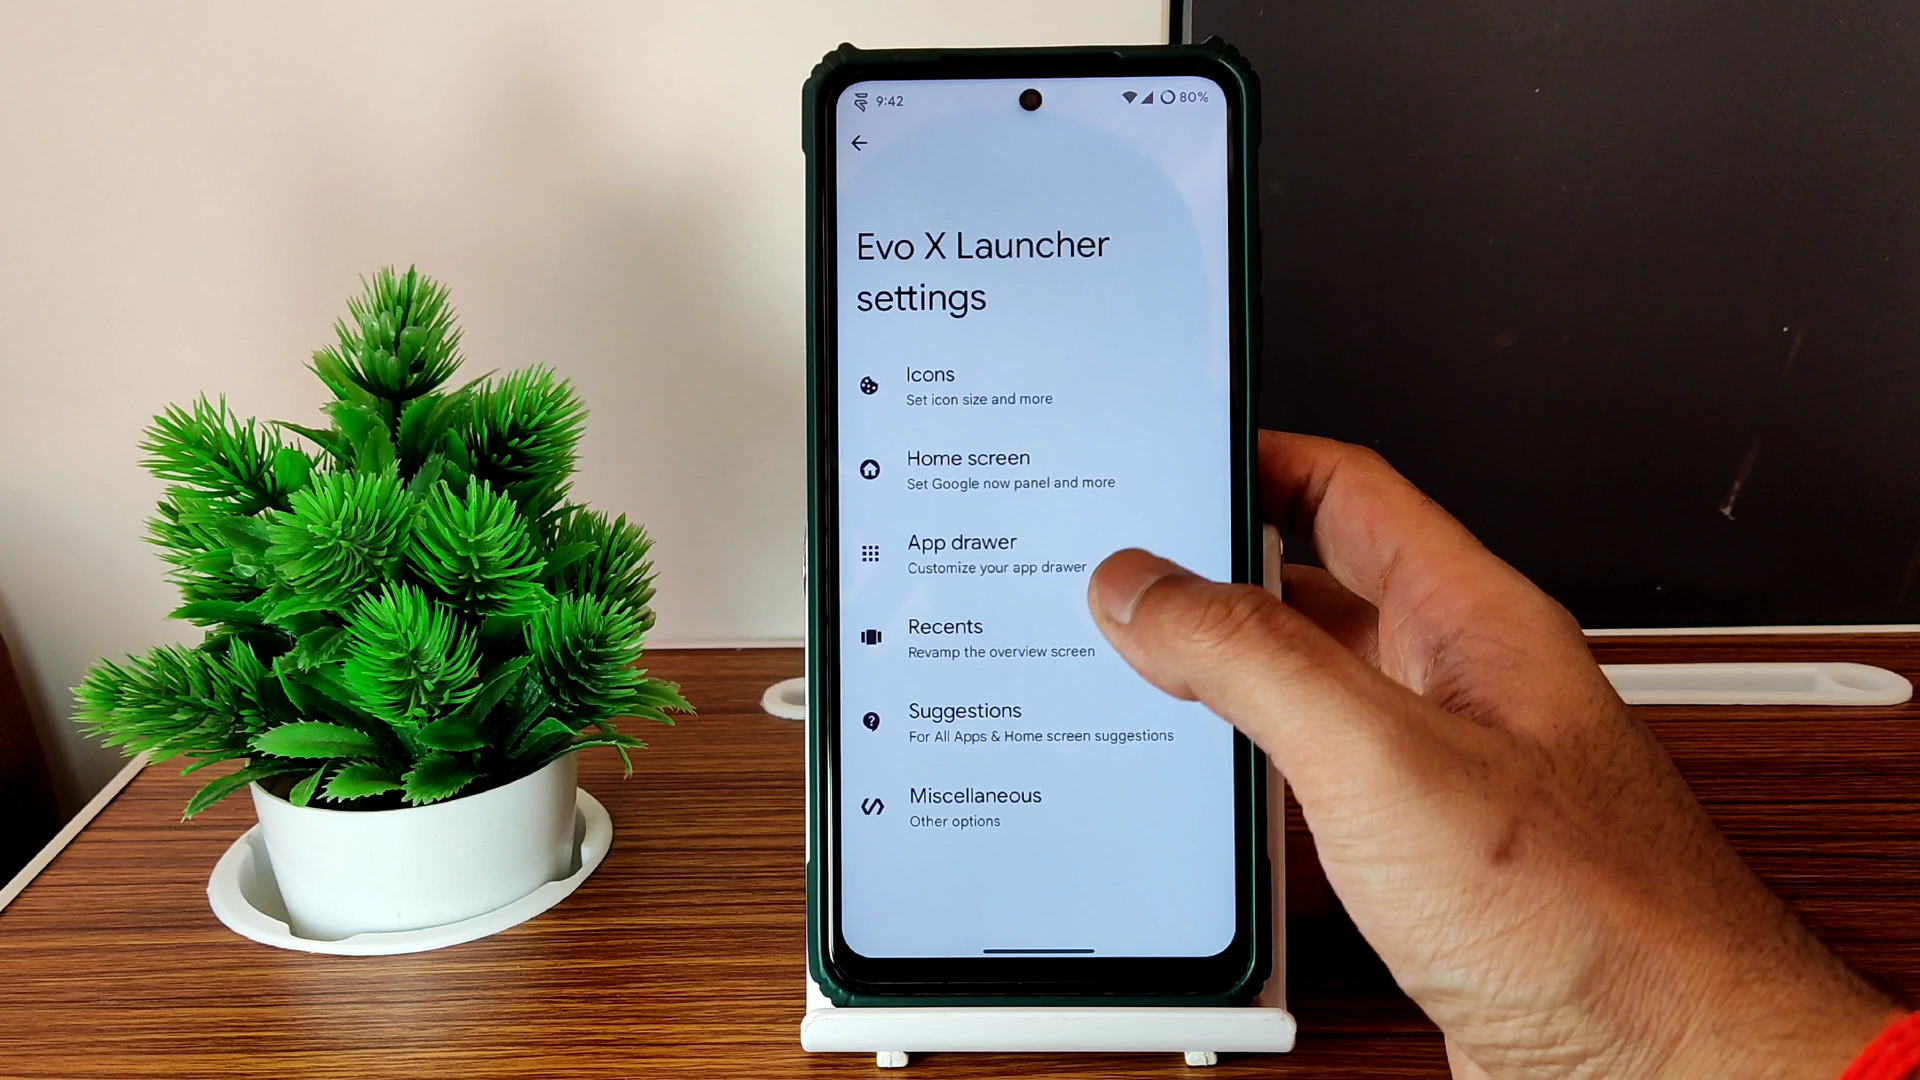 9:42
80%
Evo X Launcher
settings
Icons
Set icon size and more
Home screen
Set Google now panel and more
App drawer
Customize your app drawer
Recents
Revamp the overview screen
Suggestions
For All Apps & Home screen suggestions
Miscellaneous
Other options